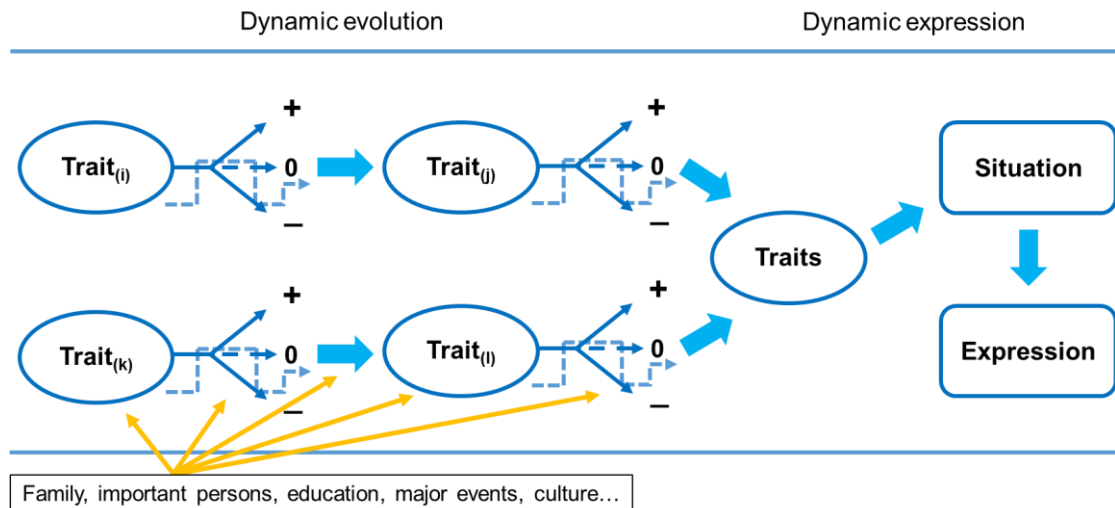 Dynamic evolution
Dynamic expression
+
Trait(i)
0
–
+
Trait(j)
0
–
Situation
Traits
+
Trait(k)
0
–
+
Trait(l)
0
–
Expression
Family, important persons, education, major events, culture…